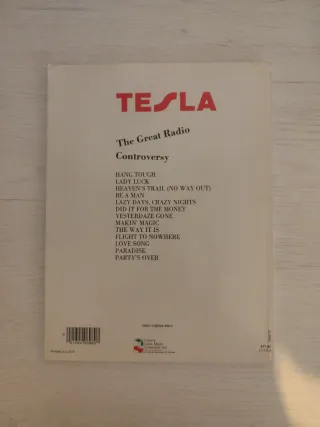 TESLA
The Great Radio
Controversy
HANG TOUGH
LADY LUCK
HEAVEN'S TRAIL (NO WAY OUT)
BE A MAN
LAZY DAYS, CRAZY NIGHTS
DID IT FOR THE MONEY
YESTERDAZE GONE
MAKIN' MAGIC
THE WAY IT IS
FLIGHT TO NOWHERE
LOVE SONG
PARADISE
PARTY'S OVER